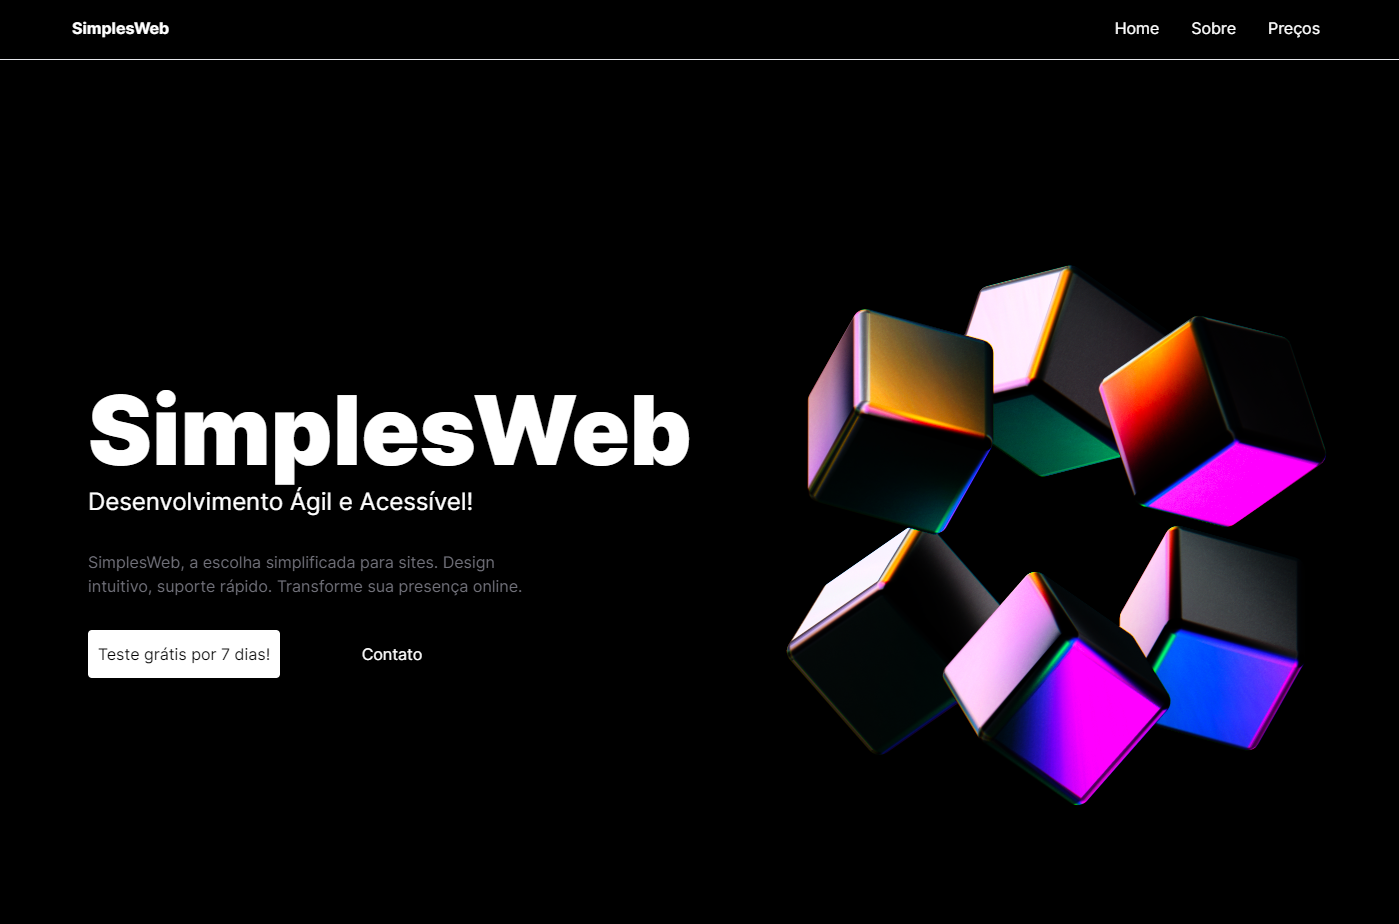 SimplesWeb
Home Sobre Preços
SimplesWeb
Desenvolvimento Ágil e Acessível!
SimplesWeb, a escolha simplificada para sites. Design
intuitivo, suporte rápido. Transforme sua presença online.
Teste grátis por 7 dias!
Contato